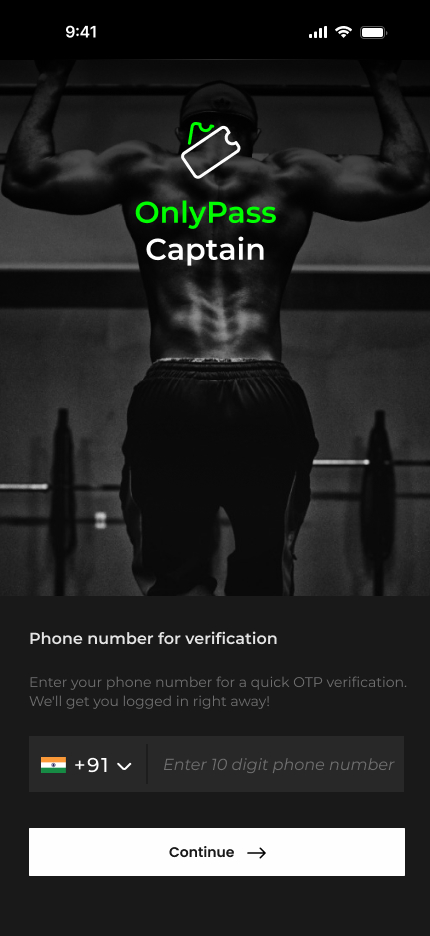 9:41
OnlyPass
Captain
Phone number for verification
Enter your phone number for a quick OTP verification.
We'll get you logged in right away!
+91
Enter 10 digit phone number
Continue